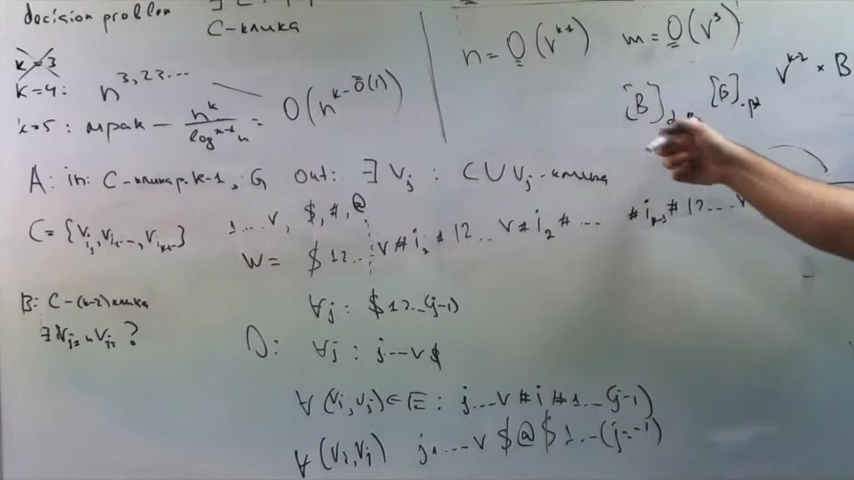 decision problem
∃ C
C-клика
k=3
k=4: n^3,23...
k=5: мрак — n^k / log n = O(n^{k-ō(1)})
n = O(v^{k-1}) m = O(v^3)
[B] [B] v^{k-2} × B
A: in: C-клика р. k-1, G out: ∃ v_j : C ∪ v_j -клика
C = {v_{i_1}, v_{i_2}..., v_{i_{k-1}}} 1...v, $, #, @
W = $12...v # i_2 # 12..v # i_2 # ... # i_{k-1} # 12...v
B: C-(k-2)клика
∃ v_{j_1} и v_{j_2} ?
∀j : $12...(j-1)
D: ∀j : j...v$
∀(v_i, v_j) ∈ E : j...v # i # 1...(j-1)
∀(v_i, v_j) j....v $@$1...(j-1)